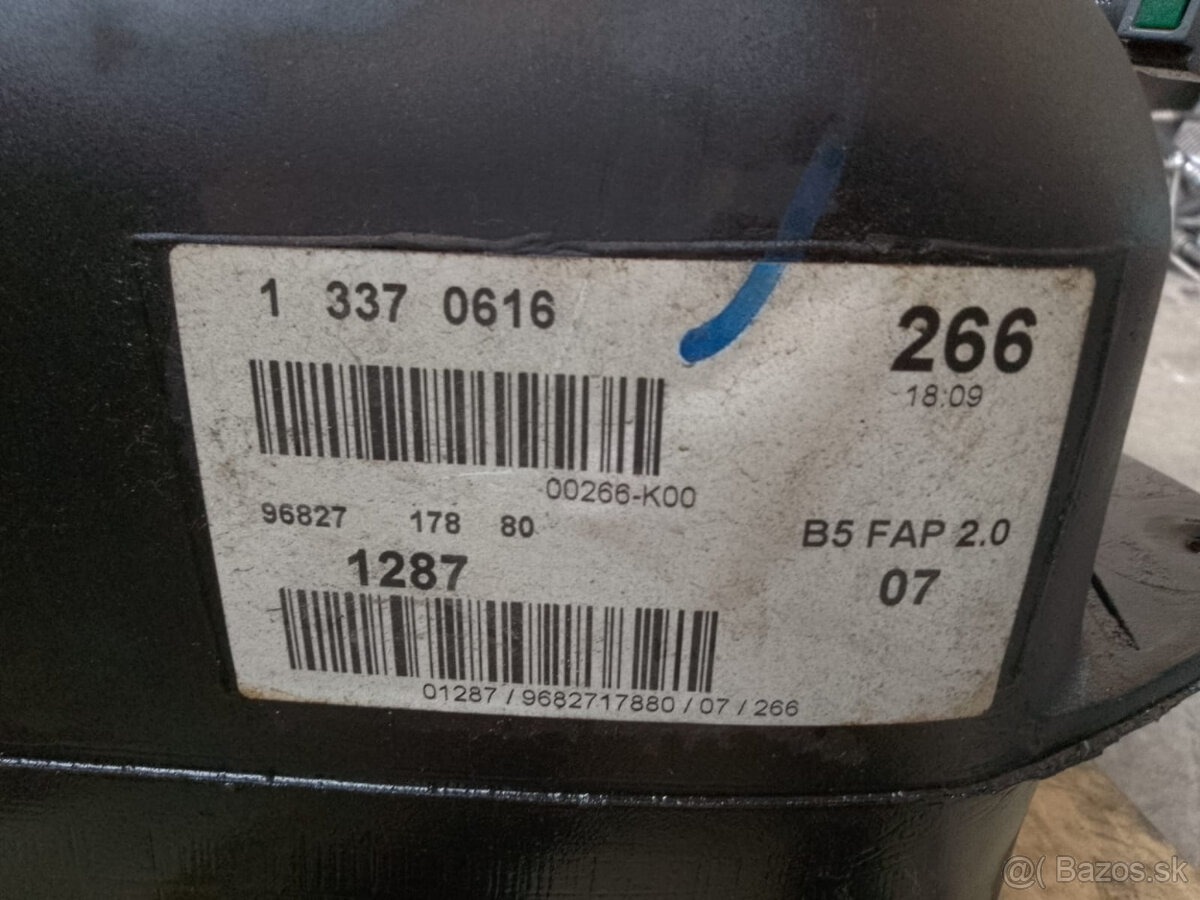 1 337 0616
266
18:09
00266-K00
96827 178 80
B5 FAP 2.0
1287
07
01287 / 9682717880 / 07 / 266
@( Bazos.sk